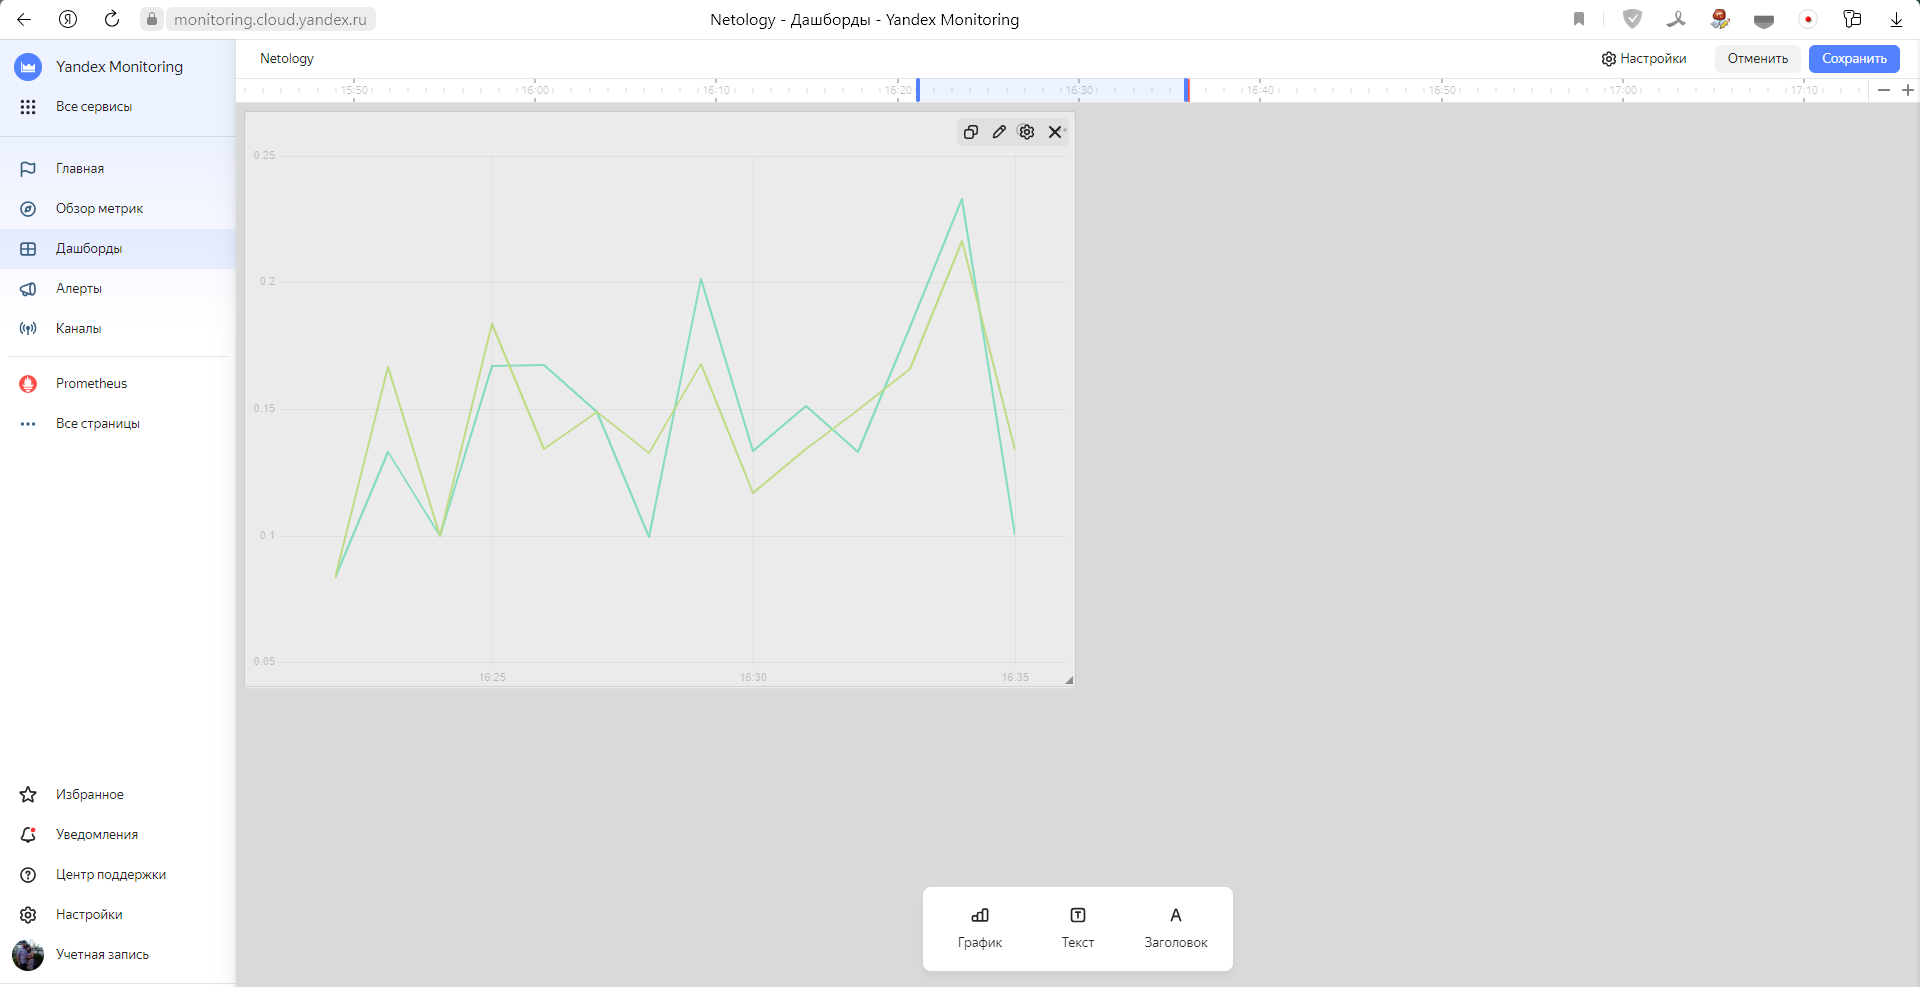 monitoring.cloud.yandex.ru
Netology - Дашборды - Yandex Monitoring
Yandex Monitoring
Все сервисы
Главная
Обзор метрик
Дашборды
Алерты
Каналы
Prometheus
Все страницы
Избранное
Уведомления
Центр поддержки
Настройки
Учетная запись
Netology
Настройки
Отменить
Сохранить
15:50
16:00
16:10
16:20
16:30
16:40
16:50
17:00
17:10
0.25
0.2
0.15
0.1
0.05
16:25
16:30
16:35
График
Текст
Заголовок